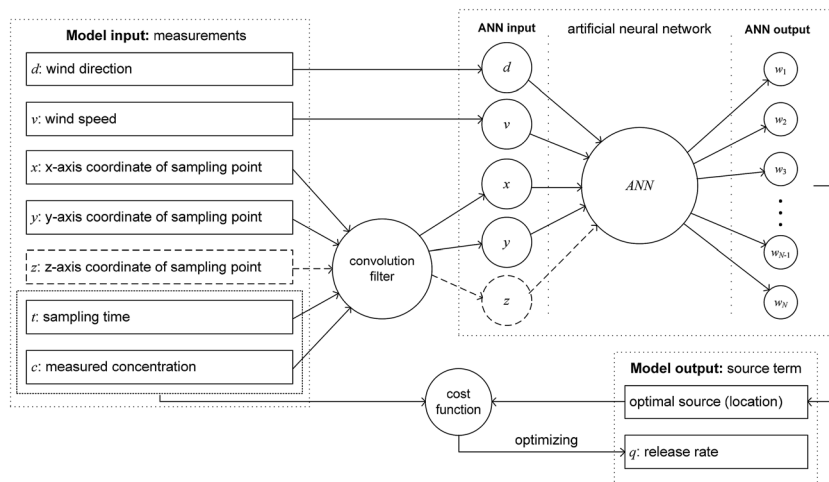 Model input: measurements
d: wind direction
v: wind speed
x: x-axis coordinate of sampling point
y: y-axis coordinate of sampling point
z: z-axis coordinate of sampling point
t: sampling time
c: measured concentration
convolution
filter
ANN input
artificial neural network
ANN output
d
v
x
y
z
ANN
w1
w2
w3
wN-1
wN
cost
function
optimizing
Model output: source term
optimal source (location)
q: release rate